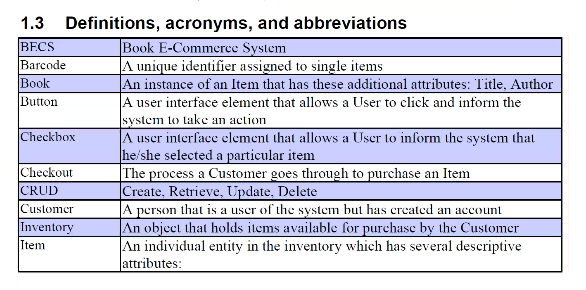 1.3 Definitions, acronyms, and abbreviations
BECS Book E-Commerce System
Barcode A unique identifier assigned to single items
Book An instance of an Item that has these additional attributes: Title, Author
Button A user interface element that allows a User to click and inform the
system to take an action
Checkbox A user interface element that allows a User to inform the system that
he/she selected a particular item
Checkout The process a Customer goes through to purchase an Item
CRUD Create, Retrieve, Update, Delete
Customer A person that is a user of the system but has created an account
Inventory An object that holds items available for purchase by the Customer
Item An individual entity in the inventory which has several descriptive
attributes: